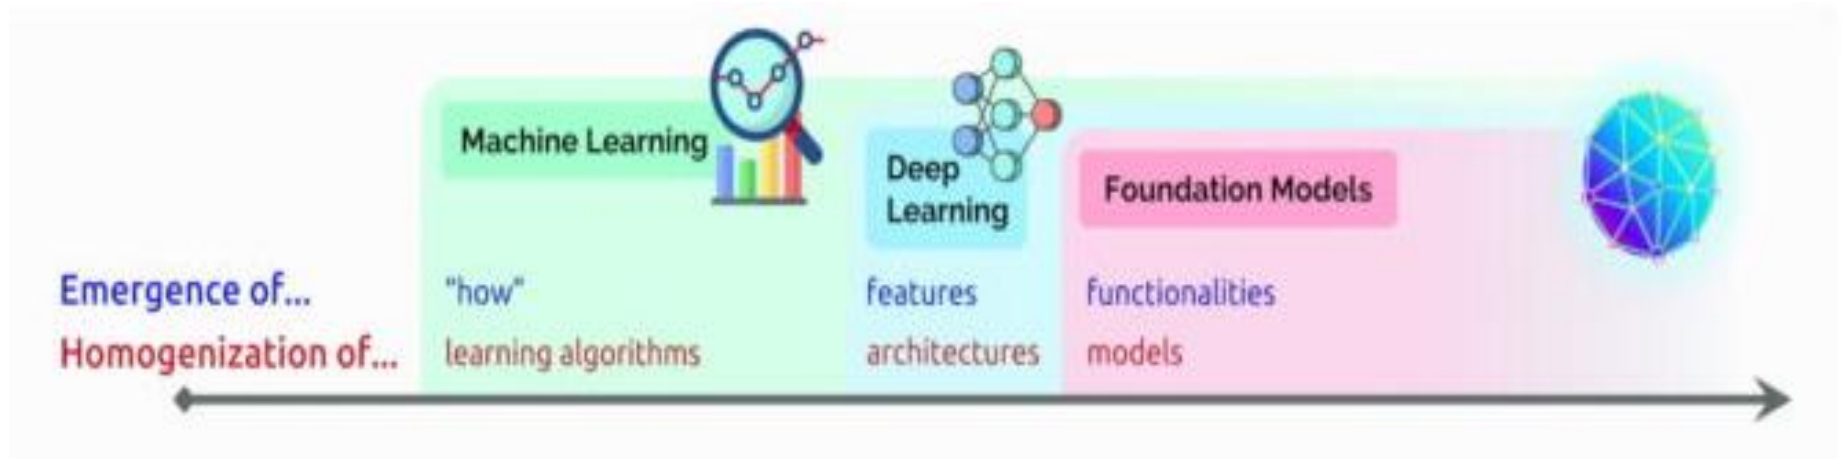 Machine Learning
Deep
Learning
Foundation Models
Emergence of... "how" features functionalities
Homogenization of... learning algorithms architectures models